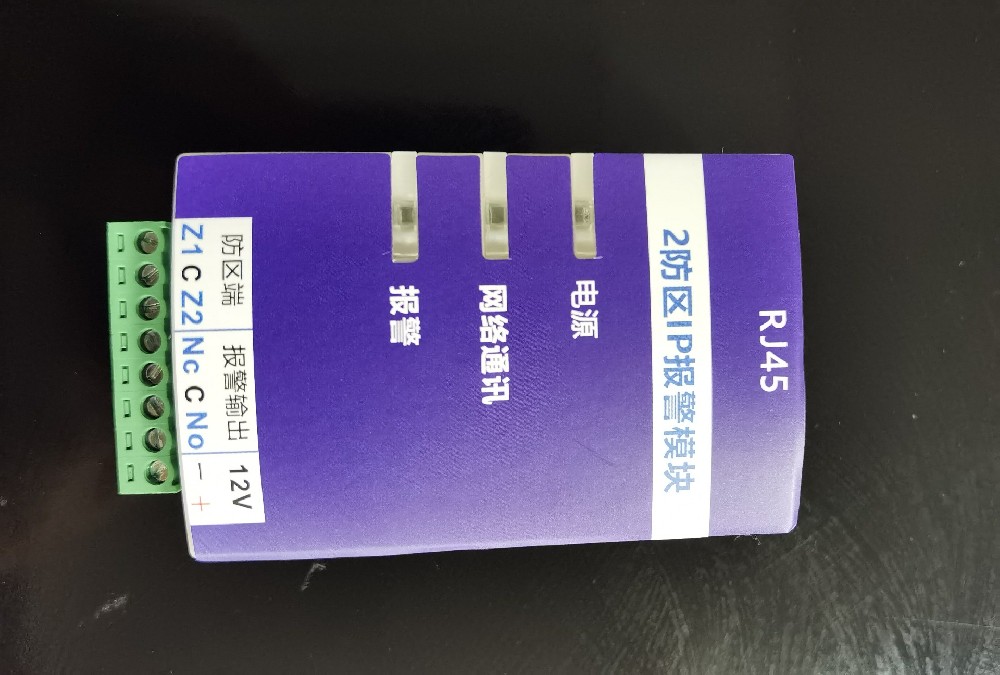 RJ45
2防区IP报警模块
电源
网络通讯
报警
防区端 报警输出 12V
Z1 C Z2 Nc C No - +